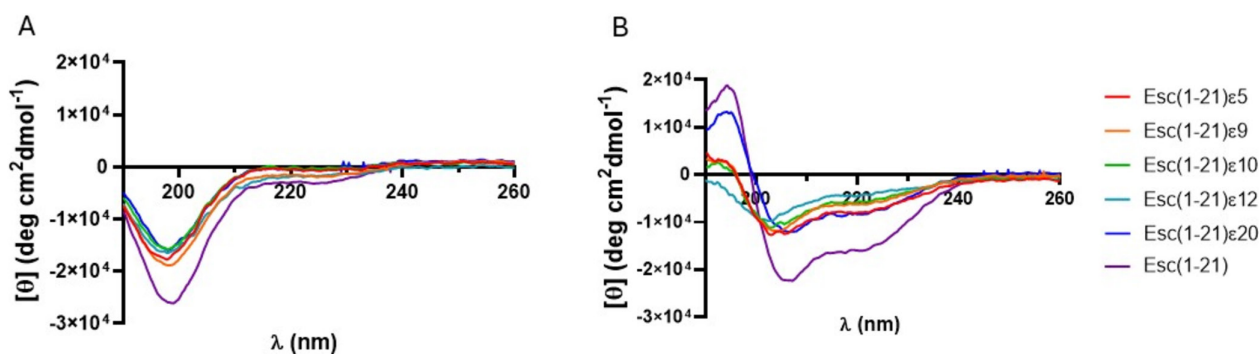 A
B
2×10⁴
1×10⁴
0
-1×10⁴
-2×10⁴
-3×10⁴
200
220
240
260
[θ] (deg cm²dmol⁻¹)
λ (nm)
2×10⁴
1×10⁴
0
-1×10⁴
-2×10⁴
-3×10⁴
200
220
240
260
[θ] (deg cm²dmol⁻¹)
λ (nm)
Esc(1-21)ε5
Esc(1-21)ε9
Esc(1-21)ε10
Esc(1-21)ε12
Esc(1-21)ε20
Esc(1-21)